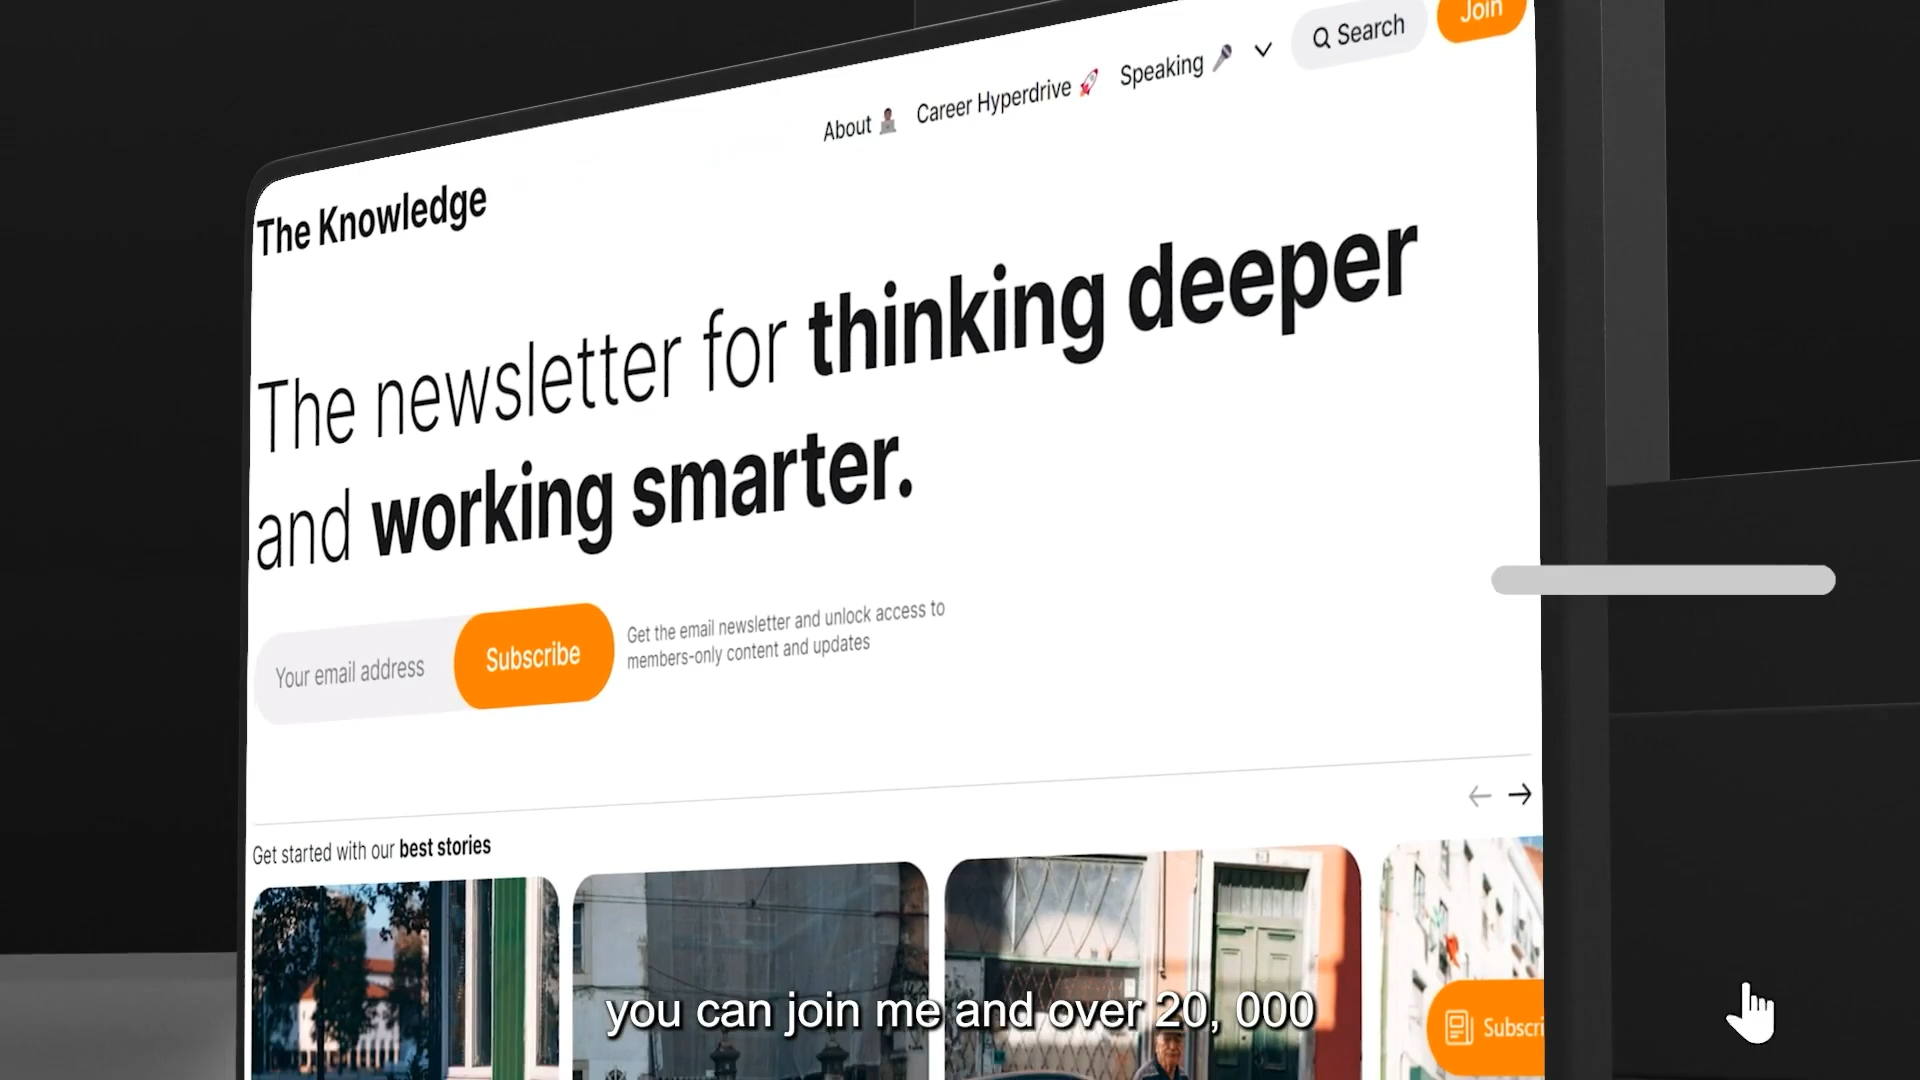 Join
Search
Speaking
Career Hyperdrive
About
The Knowledge
The newsletter for thinking deeper
and working smarter.
Your email address
Subscribe
Get the email newsletter and unlock access to
members-only content and updates
Get started with our best stories
you can join me and over 20, 000
Subscri